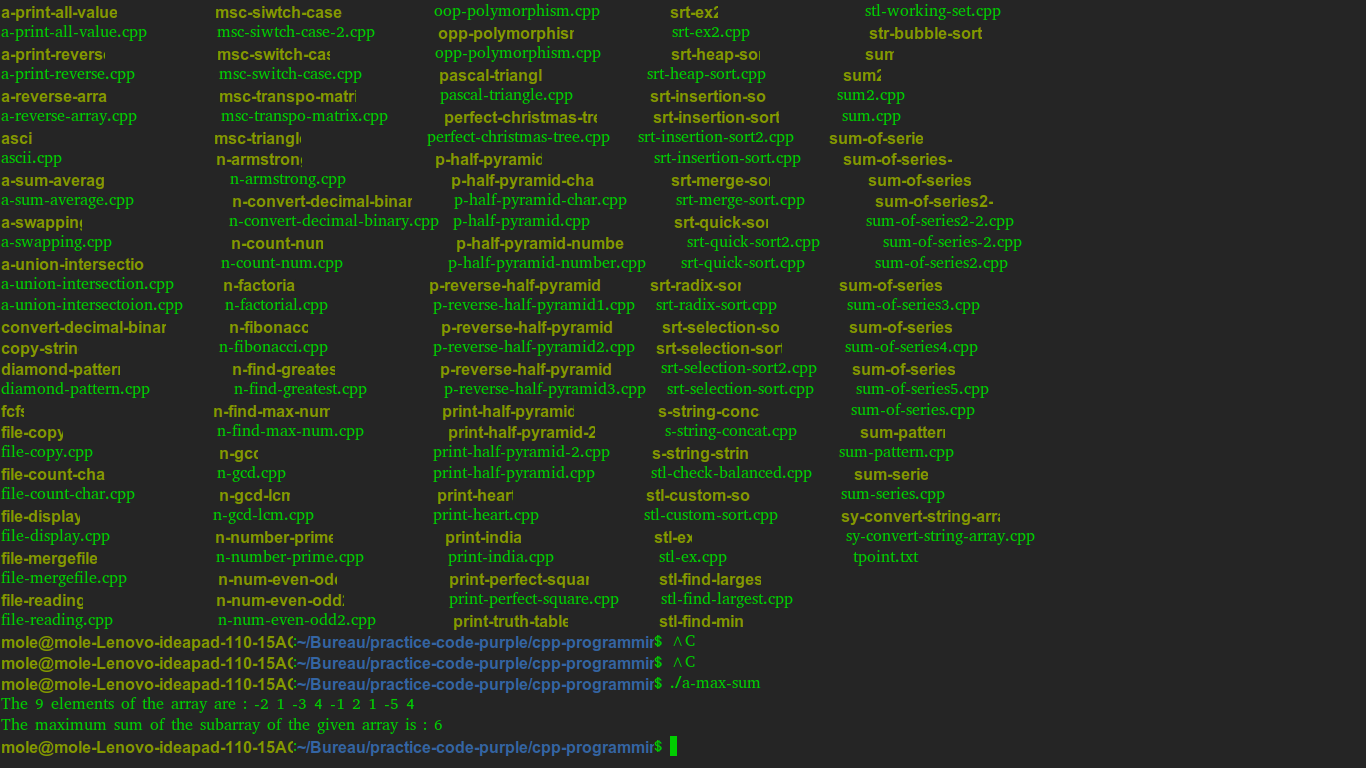 a-print-all-value msc-siwtch-case oop-polymorphism.cpp srt-ex2 stl-working-set.cpp
a-print-all-value.cpp msc-siwtch-case-2.cpp opp-polymorphisr srt-ex2.cpp str-bubble-sort
a-print-revers msc-switch-cas opp-polymorphism.cpp srt-heap-so sum
a-print-reverse.cpp msc-switch-case.cpp pascal-triangl srt-heap-sort.cpp sum2
a-reverse-arra msc-transpo-matri pascal-triangle.cpp srt-insertion-so sum2.cpp
a-reverse-array.cpp msc-transpo-matrix.cpp perfect-christmas-tre srt-insertion-sort sum.cpp
asci msc-triangl perfect-christmas-tree.cpp srt-insertion-sort2.cpp sum-of-serie
ascii.cpp n-armstron p-half-pyramid srt-insertion-sort.cpp sum-of-series-
a-sum-averag n-armstrong.cpp p-half-pyramid-cha srt-merge-so sum-of-series
a-sum-average.cpp n-convert-decimal-binar p-half-pyramid-char.cpp srt-merge-sort.cpp sum-of-series2-
a-swapping n-convert-decimal-binary.cpp p-half-pyramid.cpp srt-quick-sor sum-of-series2-2.cpp
a-swapping.cpp n-count-nun p-half-pyramid-numbe srt-quick-sort2.cpp sum-of-series-2.cpp
a-union-intersectio n-count-num.cpp p-half-pyramid-number.cpp srt-quick-sort.cpp sum-of-series2.cpp
a-union-intersection.cpp n-factoria p-reverse-half-pyramid srt-radix-sor sum-of-series
a-union-intersectoion.cpp n-factorial.cpp p-reverse-half-pyramid1.cpp srt-radix-sort.cpp sum-of-series3.cpp
convert-decimal-binar n-fibonacc p-reverse-half-pyramid srt-selection-so sum-of-series
copy-strin n-fibonacci.cpp p-reverse-half-pyramid2.cpp srt-selection-sor sum-of-series4.cpp
diamond-patterr n-find-greates p-reverse-half-pyramid srt-selection-sort2.cpp sum-of-series
diamond-pattern.cpp n-find-greatest.cpp p-reverse-half-pyramid3.cpp srt-selection-sort.cpp sum-of-series5.cpp
fcfs n-find-max-num print-half-pyramid s-string-conc sum-of-series.cpp
file-copy n-find-max-num.cpp print-half-pyramid-2 s-string-concat.cpp sum-patterr
file-copy.cpp n-gcd print-half-pyramid-2.cpp s-string-strin sum-pattern.cpp
file-count-cha n-gcd.cpp print-half-pyramid.cpp stl-check-balanced.cpp sum-serie
file-count-char.cpp n-gcd-lcn print-heart stl-custom-so sum-series.cpp
file-display n-gcd-lcm.cpp print-heart.cpp stl-custom-sort.cpp sy-convert-string-arra
file-display.cpp n-number-prime print-india stl-ex sy-convert-string-array.cpp
file-mergefile n-number-prime.cpp print-india.cpp stl-ex.cpp tpoint.txt
file-mergefile.cpp n-num-even-odd print-perfect-squar stl-find-larges
file-reading n-num-even-odd2 print-perfect-square.cpp stl-find-largest.cpp
file-reading.cpp n-num-even-odd2.cpp print-truth-table stl-find-min
mole@mole-Lenovo-ideapad-110-15AC:~/Bureau/practice-code-purple/cpp-programmin$ ^C
mole@mole-Lenovo-ideapad-110-15AC:~/Bureau/practice-code-purple/cpp-programmin$ ^C
mole@mole-Lenovo-ideapad-110-15AC:~/Bureau/practice-code-purple/cpp-programmin$ ./a-max-sum
The 9 elements of the array are : -2 1 -3 4 -1 2 1 -5 4
The maximum sum of the subarray of the given array is : 6
mole@mole-Lenovo-ideapad-110-15AC:~/Bureau/practice-code-purple/cpp-programmin$